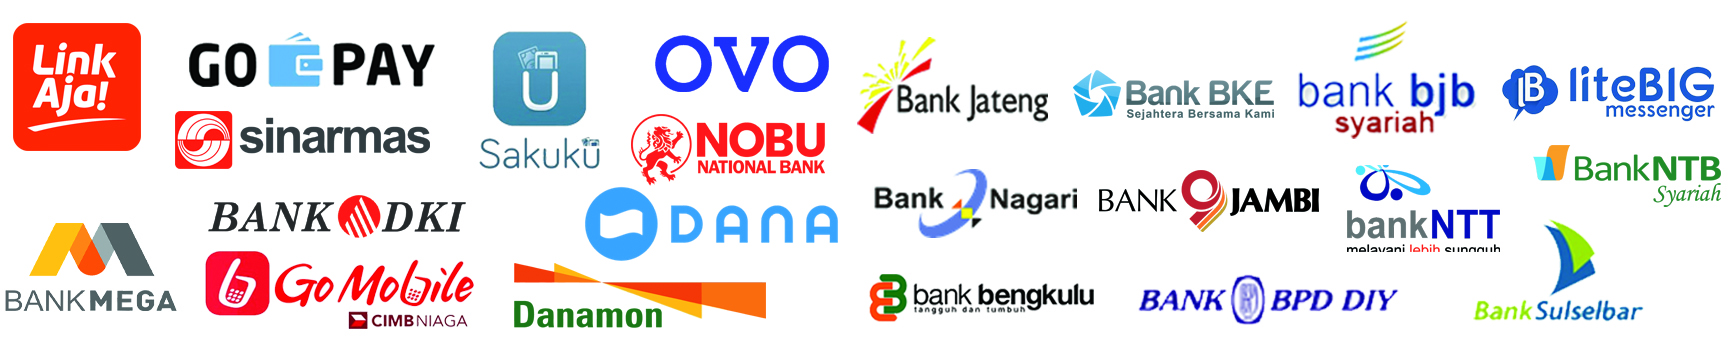 Link
Aja!
GO PAY
sinarmas
Sakuku
OVO
NOBU
NATIONAL BANK
BANK DKI
DANA
BANKMEGA
Go Mobile
CIMBNIAGA
Danamon
Bank Jateng
Bank BKE
Sejahtera Bersama Kami
bank bjb
syariah
liteBIG
messenger
Bank Nagari
BANK 9 JAMBI
bankNTT
melayani lebih sungguh
BankNTB
Syariah
bank bengkulu
tangguh dan tumbuh
BANK BPD DIY
Bank Sulselbar